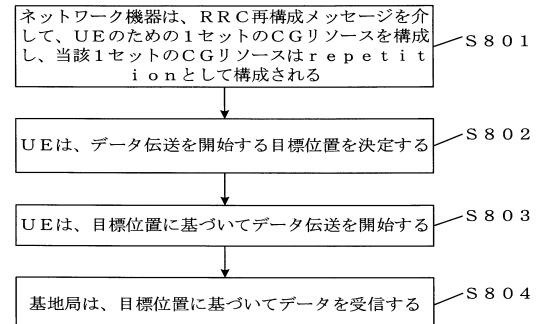 ネットワーク機器は、ＲＲＣ再構成メッセージを介
して、ＵＥのための１セットのＣＧリソースを構成
し、当該１セットのＣＧリソースはｒｅｐｅｔｉｔ
ｉｏｎとして構成される
Ｓ８０１
ＵＥは、データ伝送を開始する目標位置を決定する
Ｓ８０２
ＵＥは、目標位置に基づいてデータ伝送を開始する
Ｓ８０３
基地局は、目標位置に基づいてデータを受信する
Ｓ８０４